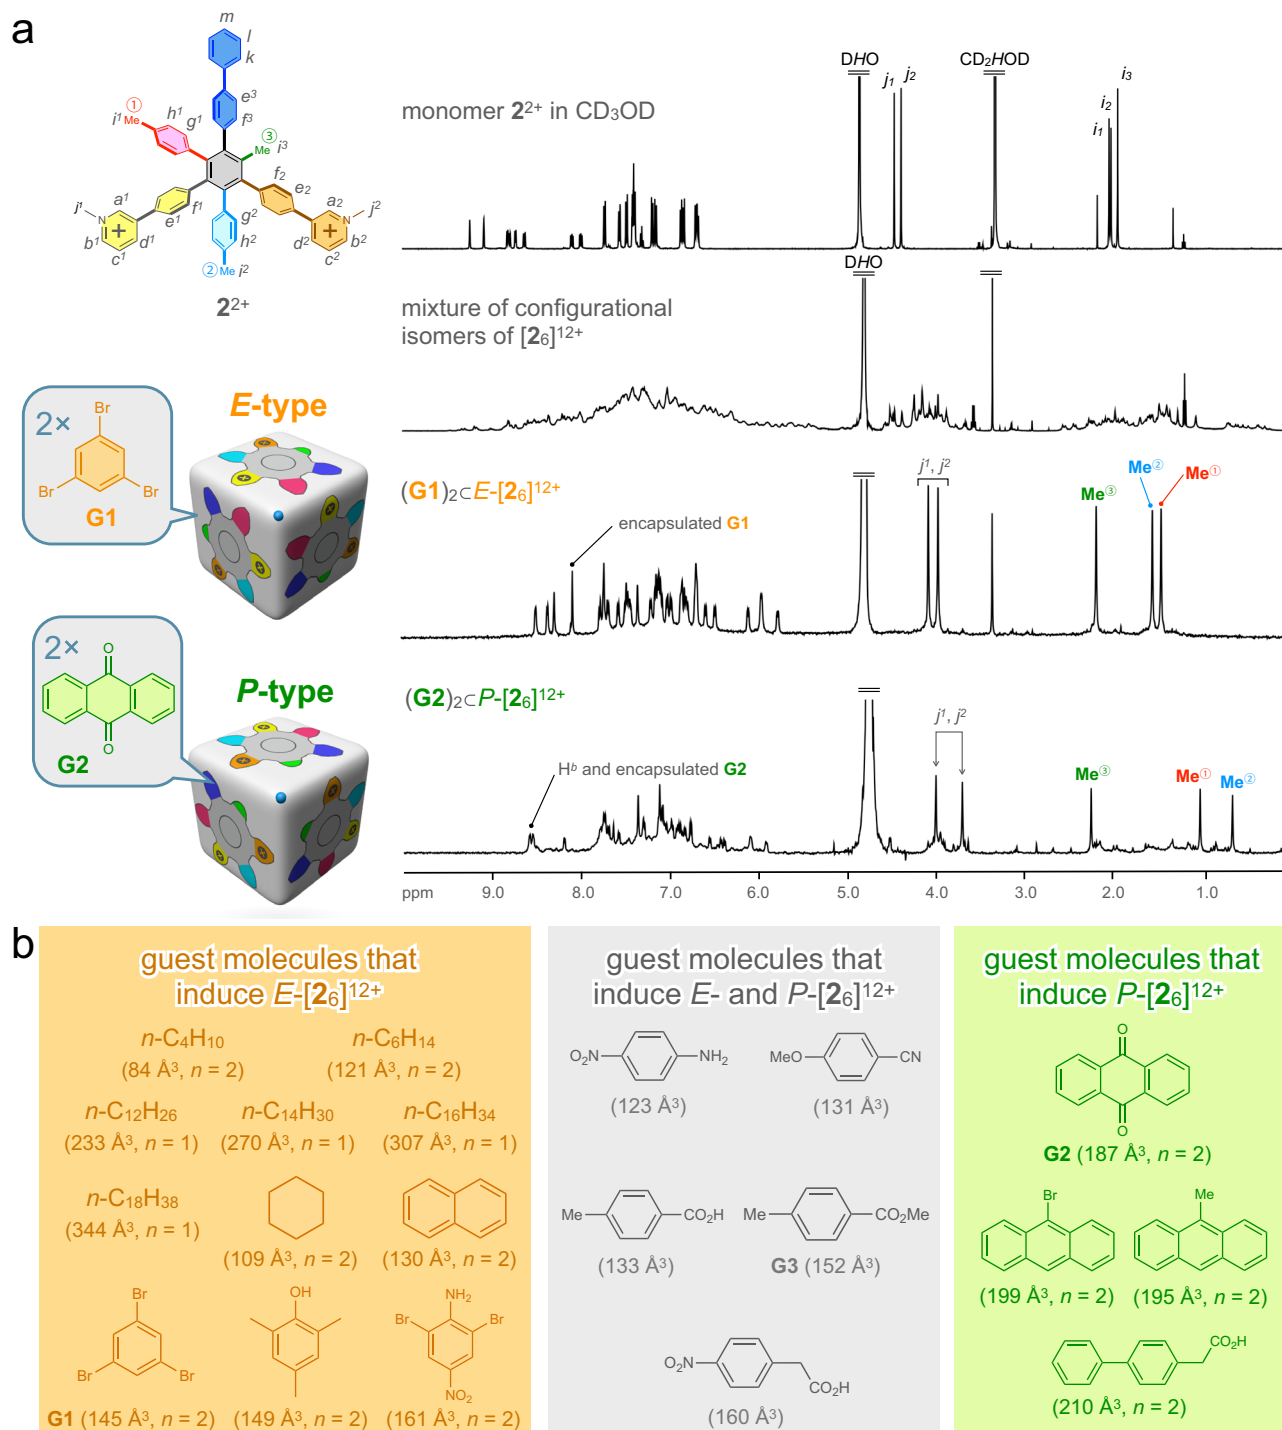 a
m
l
k
e³
f³
①
i¹Me
h¹
g¹
③
Me i³
f₂
e₂
j¹
N
a¹
b¹
+
d¹
c¹
e¹
f¹
g²
h²
②Me i²
a₂
N
j²
d²
+
b²
c²
2²⁺
monomer 2²⁺ in CD₃OD
DHO
j₁
j₂
CD₂HOD
i₁
i₂
i₃
mixture of configurational
isomers of [2₆]¹²⁺
DHO
2×
Br
Br
Br
G1
E-type
(G1)₂⊂E-[2₆]¹²⁺
encapsulated G1
j¹, j²
Me③
Me②
Me①
2×
O
O
G2
P-type
(G2)₂⊂P-[2₆]¹²⁺
Hᵇ and encapsulated G2
j¹, j²
Me③
Me①
Me②
ppm 9.0 8.0 7.0 6.0 5.0 4.0 3.0 2.0 1.0
b
guest molecules that
induce E-[2₆]¹²⁺
n-C₄H₁₀ n-C₆H₁₄
(84 Å³, n = 2) (121 Å³, n = 2)
n-C₁₂H₂₆ n-C₁₄H₃₀ n-C₁₆H₃₄
(233 Å³, n = 1) (270 Å³, n = 1) (307 Å³, n = 1)
n-C₁₈H₃₈
(344 Å³, n = 1)
(109 Å³, n = 2) (130 Å³, n = 2)
Br
Br
Br
G1 (145 Å³, n = 2)
OH
(149 Å³, n = 2)
NH₂
Br
Br
NO₂
(161 Å³, n = 2)
guest molecules that
induce E- and P-[2₆]¹²⁺
O₂N NH₂
(123 Å³)
MeO CN
(131 Å³)
Me CO₂H
(133 Å³)
Me CO₂Me
G3 (152 Å³)
O₂N
CO₂H
(160 Å³)
guest molecules that
induce P-[2₆]¹²⁺
O
O
G2 (187 Å³, n = 2)
Br
(199 Å³, n = 2)
Me
(195 Å³, n = 2)
CO₂H
(210 Å³, n = 2)